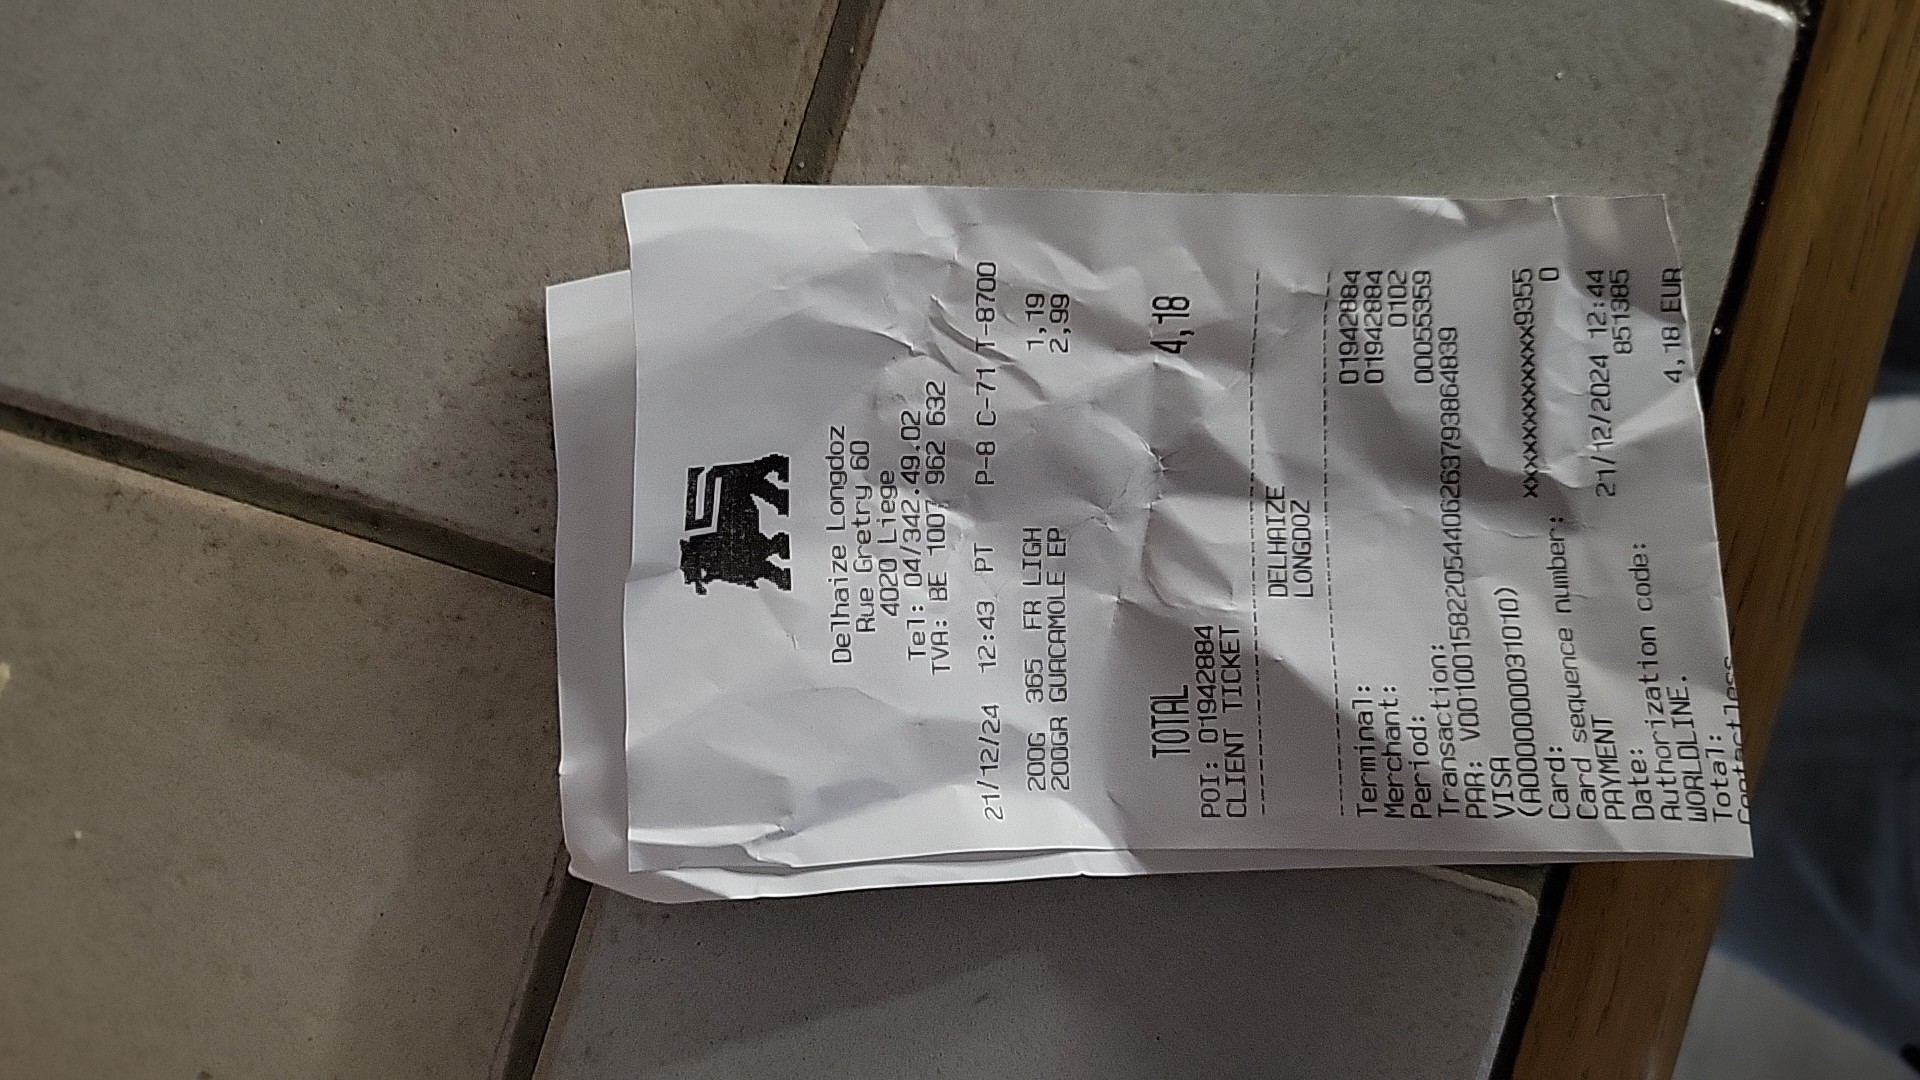 Delhaize Longdoz
Rue Gretry 60
4020 Liege
Tel: 04/342.49.02
TVA: BE 1007 962 632
21/12/24 12:43 PT P-8 C-71 T-8700
200G 365 FR LIGH 1,19
200GR GUACAMOLE EP 2,99
TOTAL 4,18
POI: 01942884
CLIENT TICKET
DELHAIZE
LONGDOZ
Terminal: 01942884
Merchant: 01942884
Period: 0102
Transaction: 00055359
PAR: V00100158220554406263793864839
VISA
(A0000000031010)
Card: xxxxxxxxxxxx9355
Card sequence number: 0
PAYMENT
Date: 21/12/2024 12:44
Authorization code: 851385
WORLDLINE.
Total: 4,18 EUR
Contactless